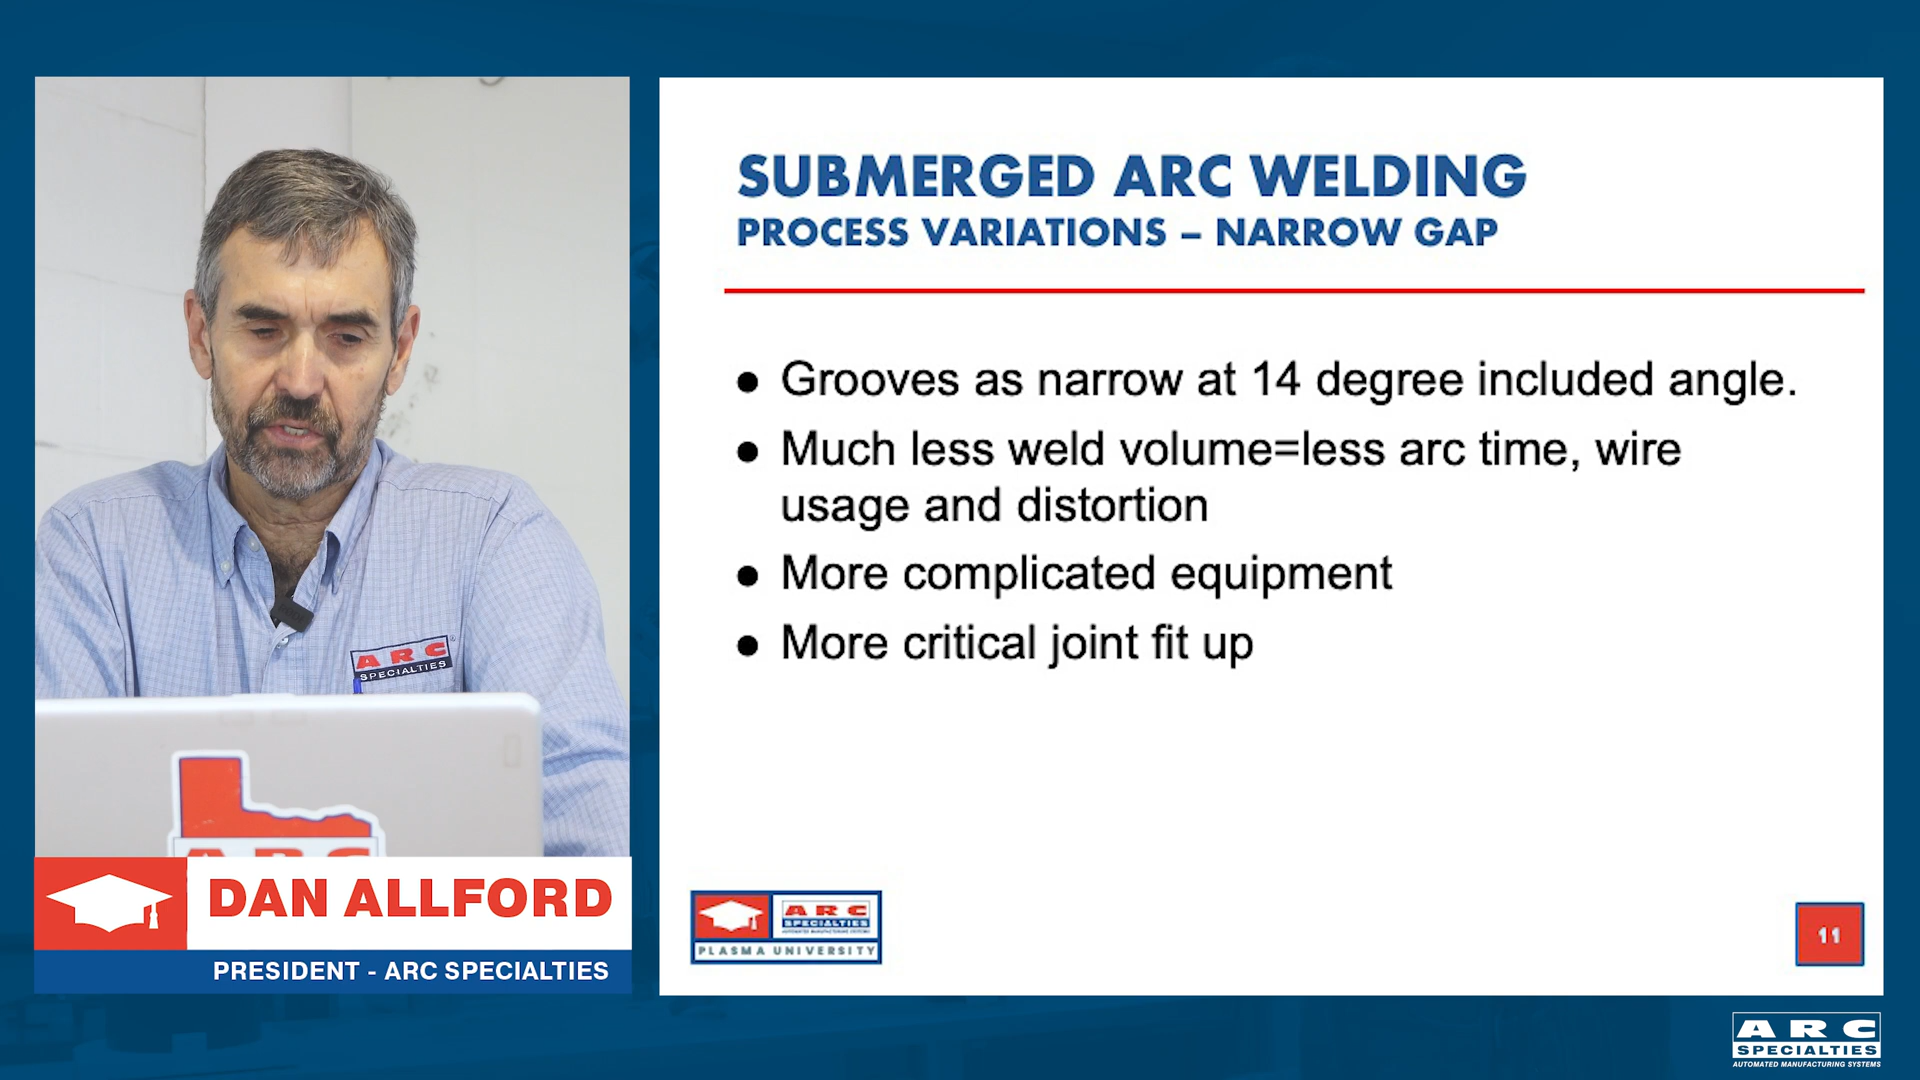 SUBMERGED ARC WELDING
PROCESS VARIATIONS – NARROW GAP
● Grooves as narrow at 14 degree included angle.
● Much less weld volume=less arc time, wire
usage and distortion
● More complicated equipment
● More critical joint fit up
ARC
SPECIALTIES
ARC
DAN ALLFORD
PRESIDENT - ARC SPECIALTIES
ARC
SPECIALTIES
PLASMA UNIVERSITY
11
ARC
SPECIALTIES
AUTOMATED MANUFACTURING SYSTEMS